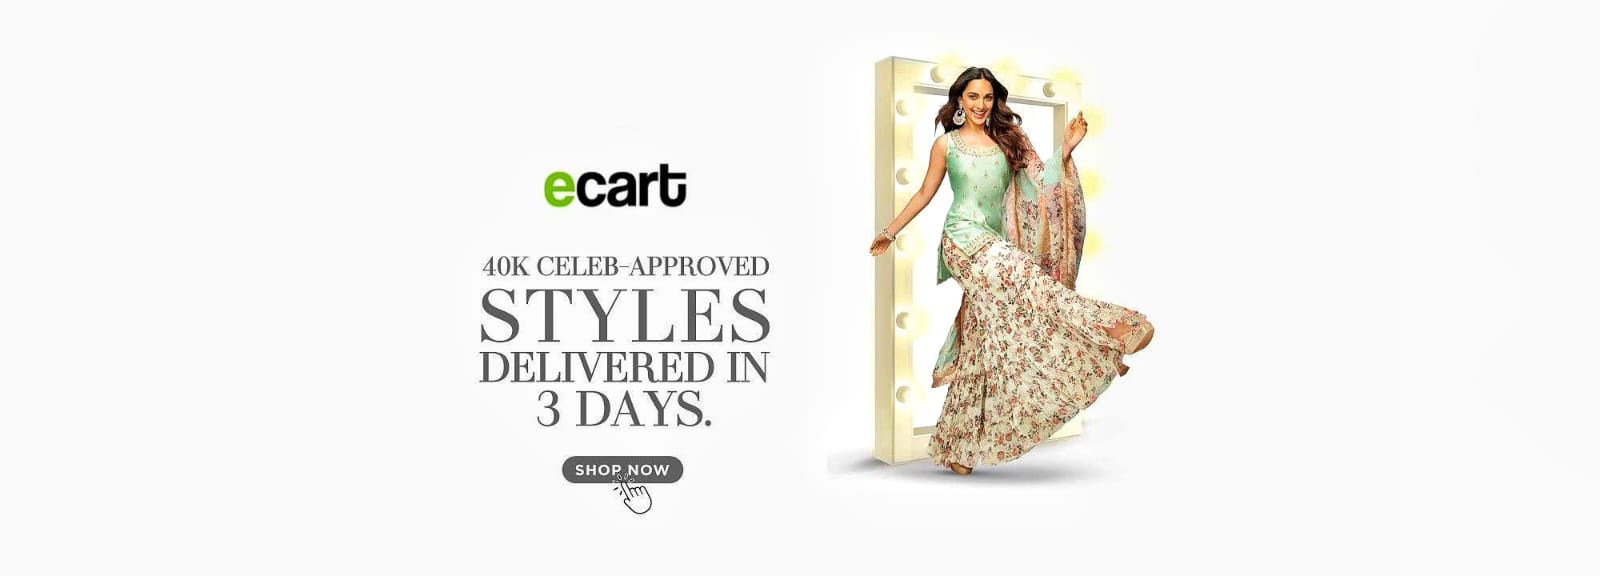 ecart
40K CELEB-APPROVED
STYLES
DELIVERED IN
3 DAYS.
SHOP NOW